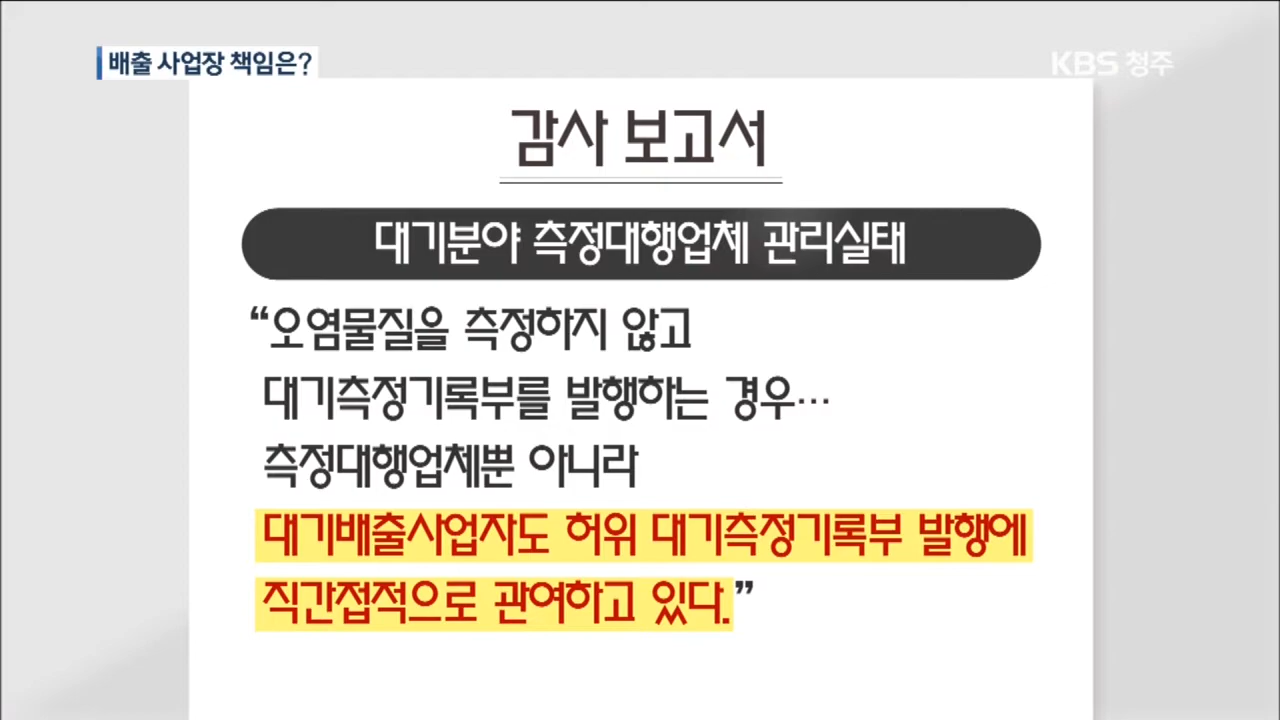 배출 사업장 책임은?
KBS 청주
감사 보고서
대기분야 측정대행업체 관리실태
“오염물질을 측정하지 않고
대기측정기록부를 발행하는 경우…
측정대행업체뿐 아니라
대기배출사업자도 허위 대기측정기록부 발행에
직간접적으로 관여하고 있다.”